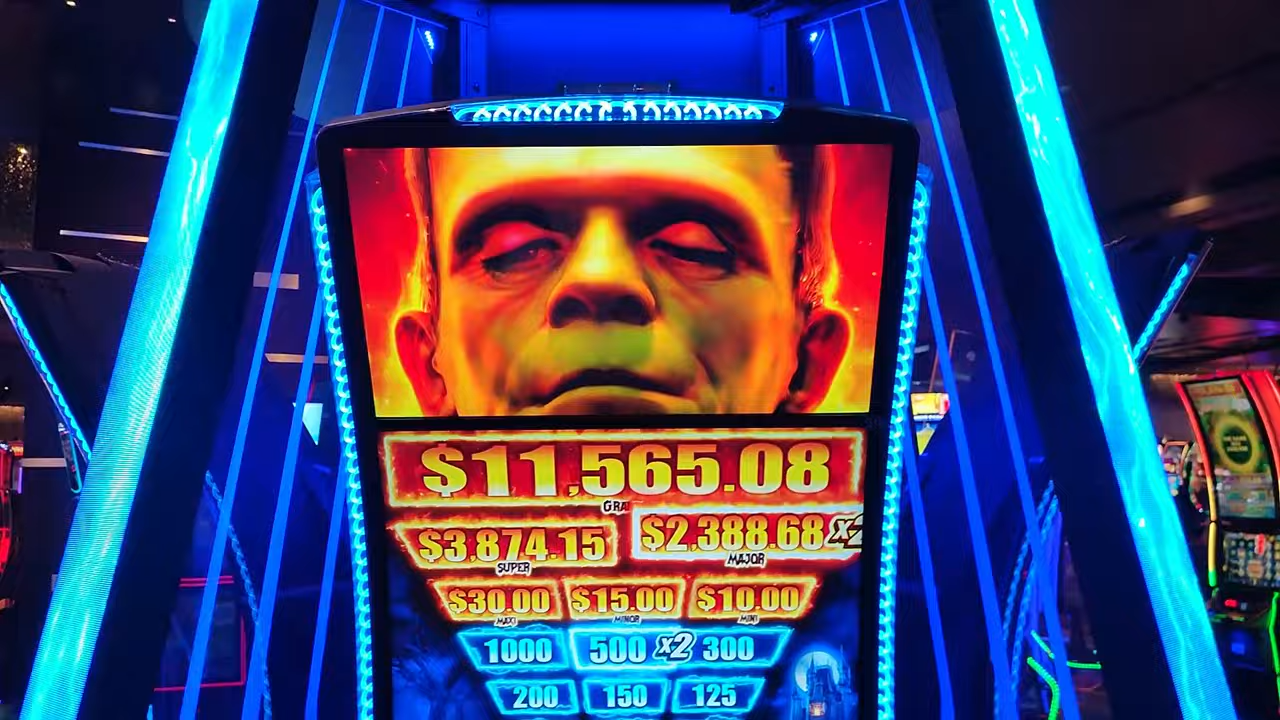 $11,565.08
GRA
$3,874.15 $2,388.68 x2
SUPER MAJOR
$30.00 $15.00 $10.00
MAXI MINOR MINI
1000 500 x2 300
200 150 125